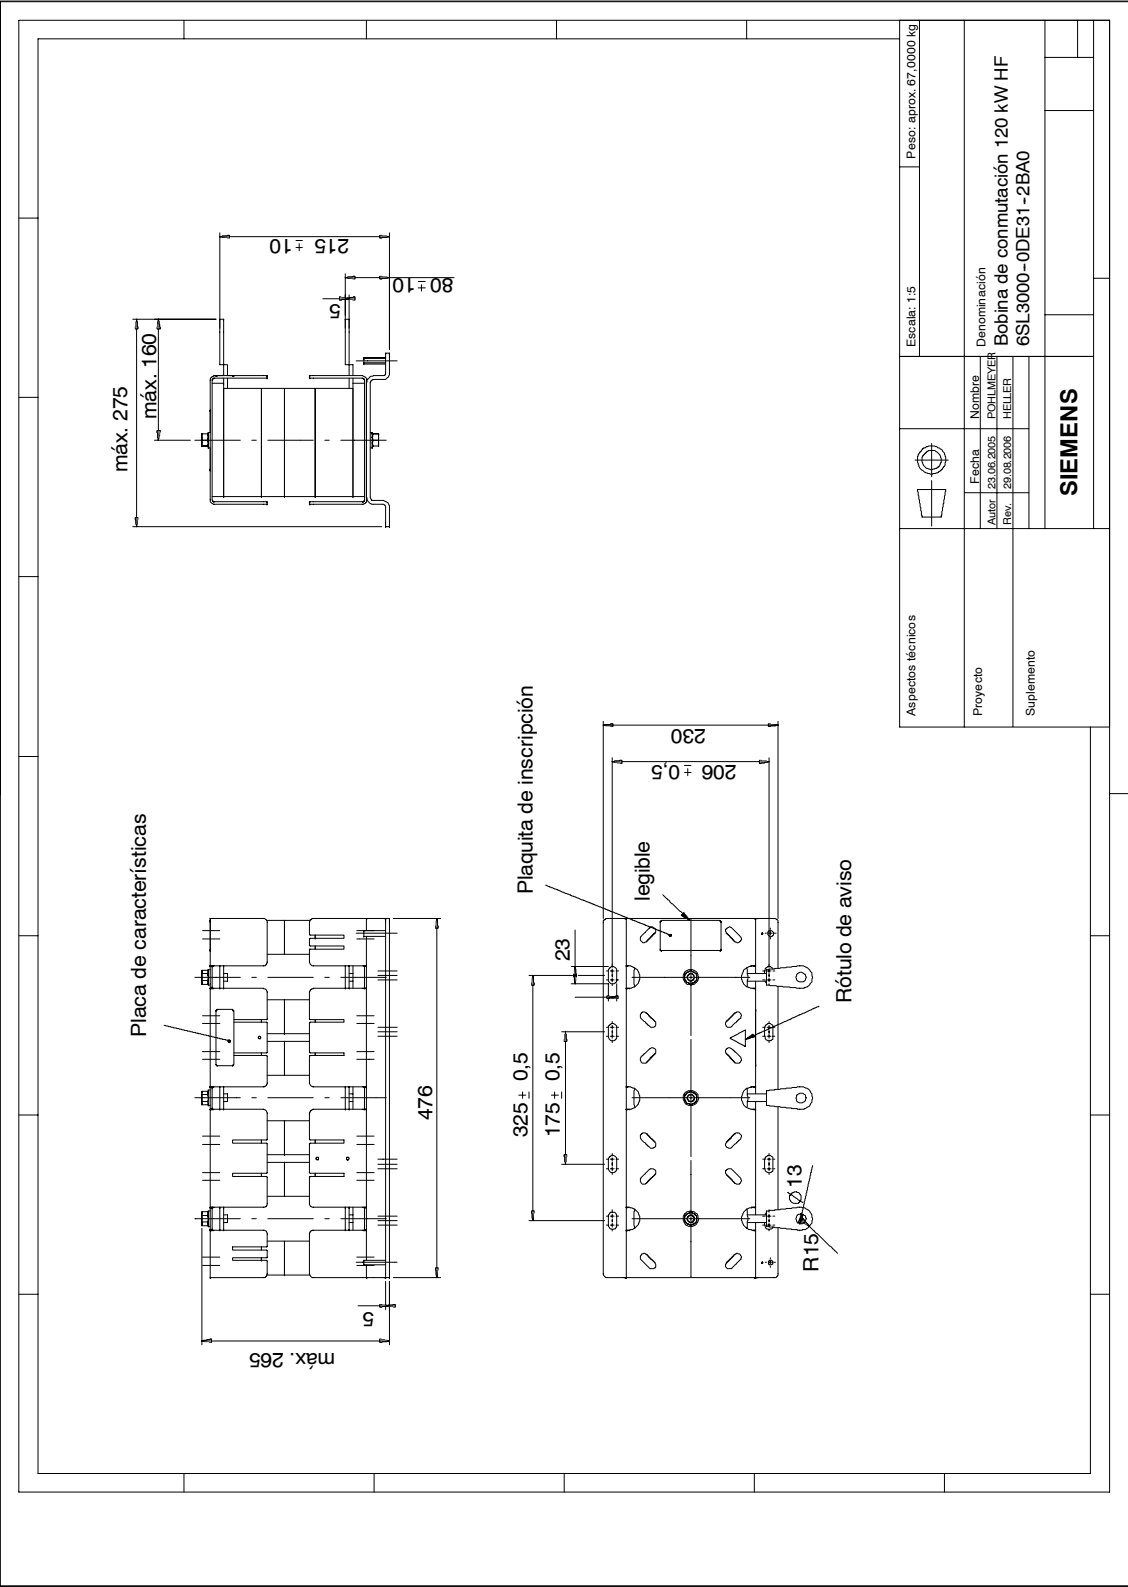 Placa de características
máx. 265
5
476
máx. 275
máx. 160
5
215 ± 10
80±10
Plaquita de inscripción
legible
23
325 ± 0,5
175 ± 0,5
230
206 ± 0,5
Rótulo de aviso
R15
⌀13
Aspectos técnicos
Proyecto
Suplemento
Escala: 1:5
Peso: aprox. 67,0000 kg
Fecha
Nombre
Autor 23.06.2005 POHLMEYER
Rev. 29.08.2006 HELLER
Denominación
Bobina de conmutación 120 kW HF
6SL3000-0DE31-2BA0
SIEMENS